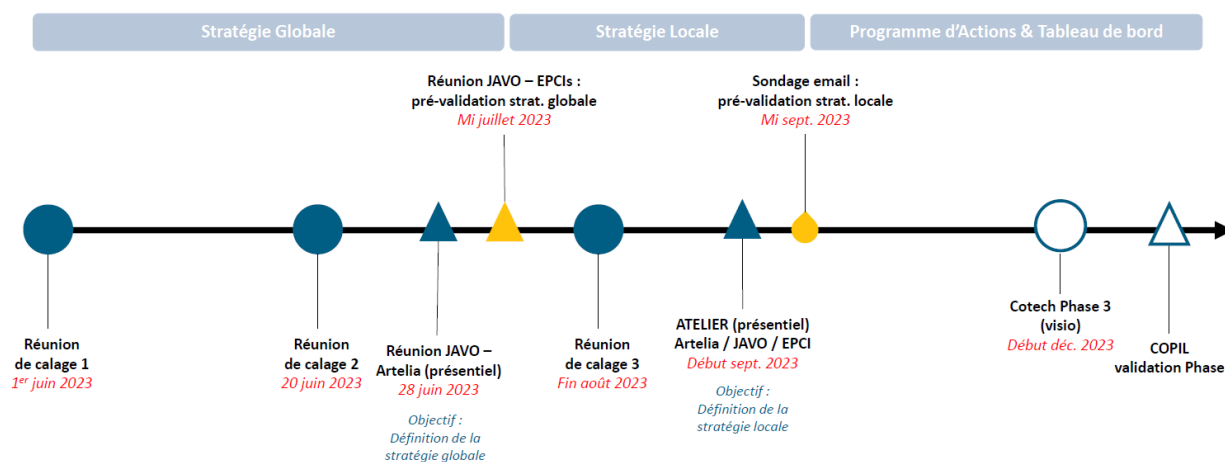 Stratégie Globale
Stratégie Locale
Programme d'Actions & Tableau de bord
Réunion JAVO – EPCIs :
pré-validation strat. globale
Mi juillet 2023
Sondage email :
pré-validation strat. locale
Mi sept. 2023
Réunion
de calage 1
1er juin 2023
Réunion
de calage 2
20 juin 2023
Réunion JAVO –
Artelia (présentiel)
28 juin 2023
Objectif :
Définition de la
stratégie globale
Réunion
de calage 3
Fin août 2023
ATELIER (présentiel)
Artelia / JAVO / EPCI
Début sept. 2023
Objectif :
Définition de la
stratégie locale
Cotech Phase 3
(visio)
Début déc. 2023
COPIL
validation Phase